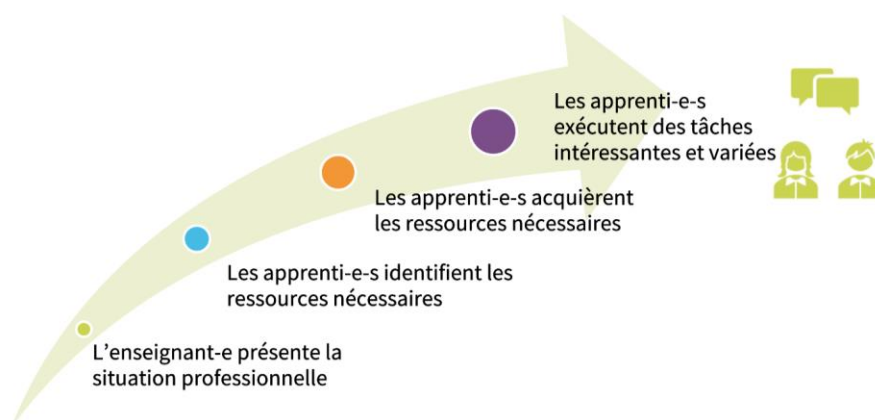 Les apprenti-e-s
exécutent des tâches
intéressantes et variées
Les apprenti-e-s acquièrent
les ressources nécessaires
Les apprenti-e-s identifient les
ressources nécessaires
L'enseignant-e présente la
situation professionnelle